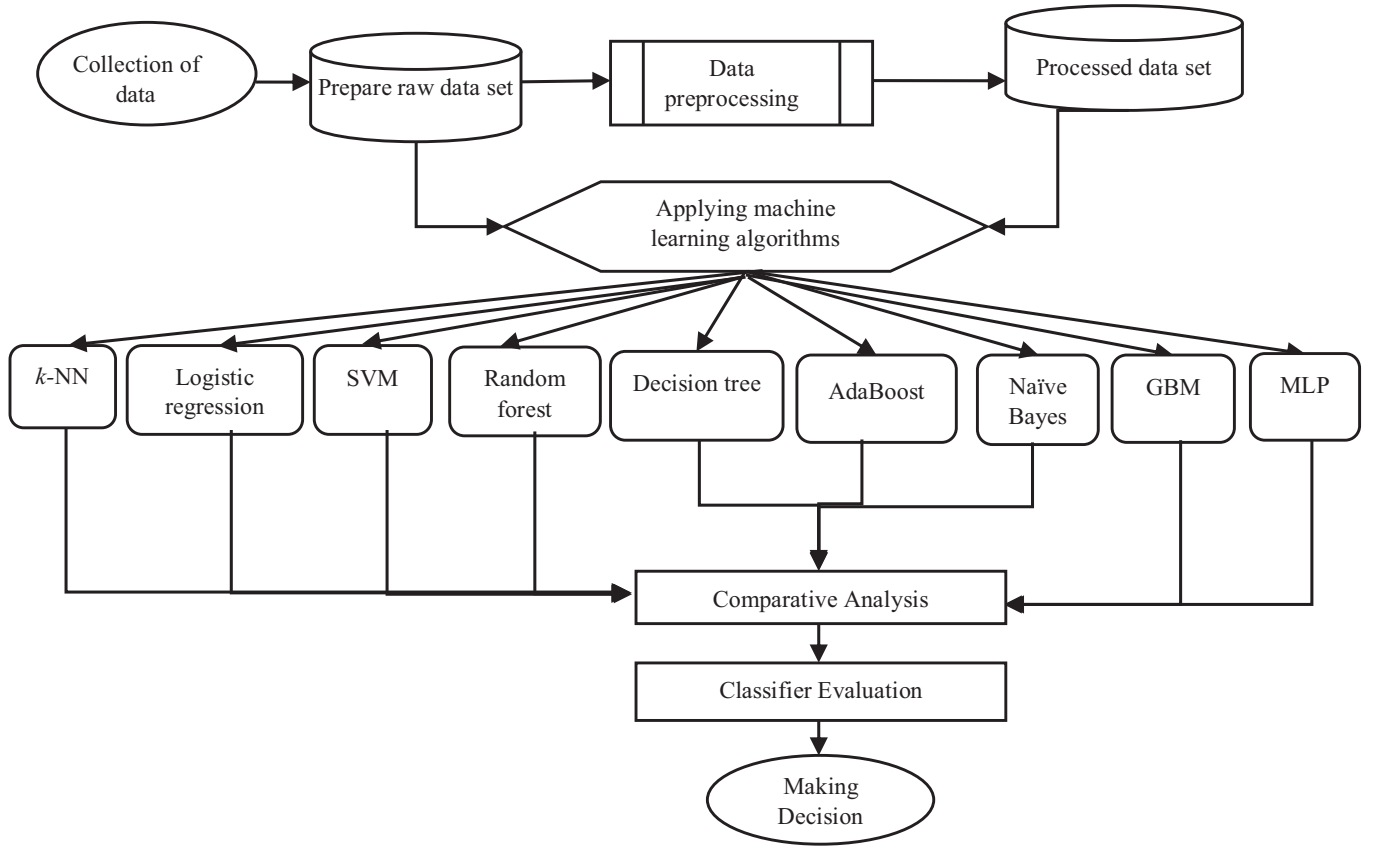 Collection of
data
Prepare raw data set
Data
preprocessing
Processed data set
Applying machine
learning algorithms
k-NN
Logistic
regression
SVM
Random
forest
Decision tree
AdaBoost
Naïve
Bayes
GBM
MLP
Comparative Analysis
Classifier Evaluation
Making
Decision